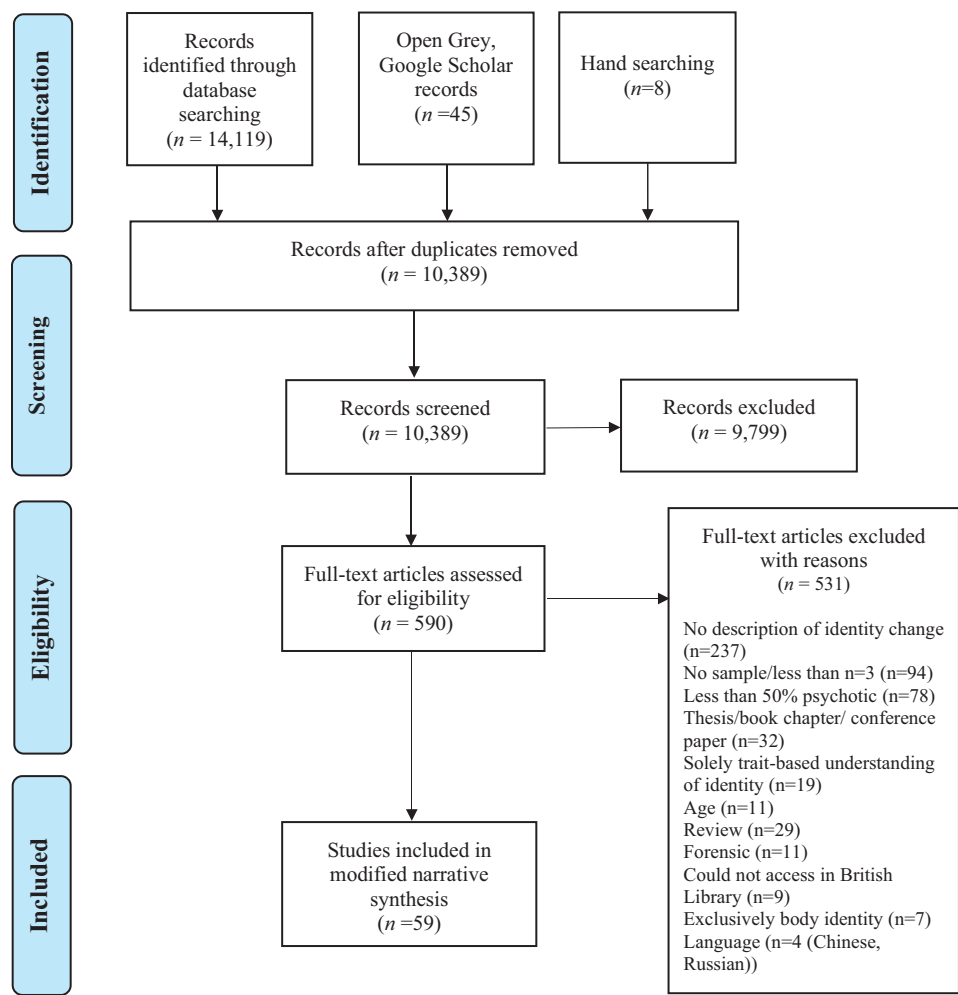 Identification
Records
identified through
database
searching
(n = 14,119)
Open Grey,
Google Scholar
records
(n =45)
Hand searching
(n=8)
Records after duplicates removed
(n = 10,389)
Screening
Records screened
(n = 10,389)
Records excluded
(n = 9,799)
Eligibility
Full-text articles assessed
for eligibility
(n = 590)
Full-text articles excluded
with reasons
(n = 531)
No description of identity change
(n=237)
No sample/less than n=3 (n=94)
Less than 50% psychotic (n=78)
Thesis/book chapter/ conference
paper (n=32)
Solely trait-based understanding
of identity (n=19)
Age (n=11)
Review (n=29)
Forensic (n=11)
Could not access in British
Library (n=9)
Exclusively body identity (n=7)
Language (n=4 (Chinese,
Russian))
Included
Studies included in
modified narrative
synthesis
(n =59)